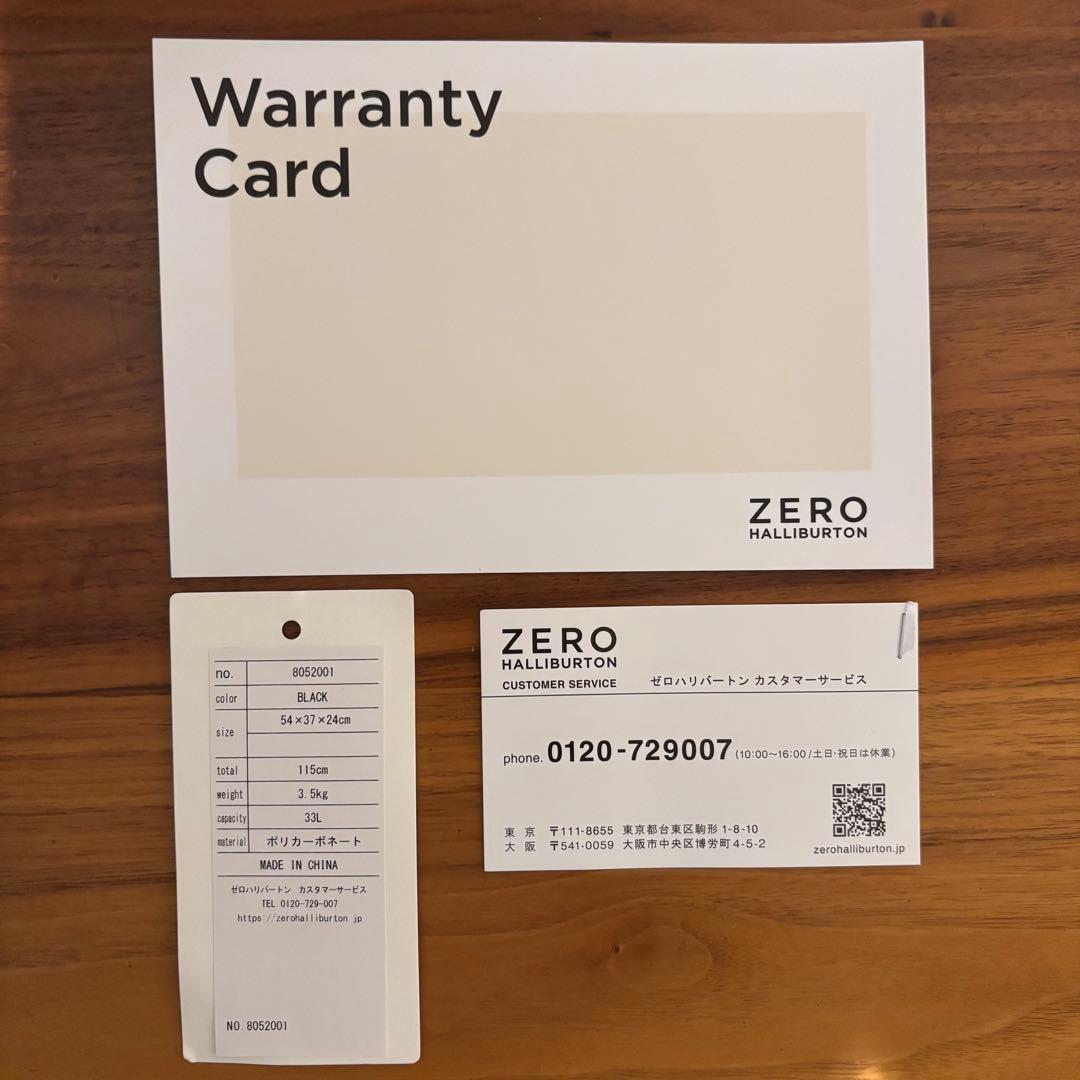 Warranty
Card
ZERO
HALLIBURTON
no. 8052001
color BLACK
size 54×37×24cm
total 115cm
weight 3.5kg
capacity 33L
material ポリカーボネート
MADE IN CHINA
ゼロハリバートン カスタマーサービス
TEL 0120-729-007
https://zerohalliburton.jp
NO.8052001
ZERO
HALLIBURTON
CUSTOMER SERVICE ゼロハリバートン カスタマーサービス
phone. 0120-729007 (10:00~16:00/土日・祝日は休業)
東京 〒111-8655 東京都台東区駒形 1-8-10
大阪 〒541-0059 大阪市中央区博労町 4-5-2
zerohalliburton.jp